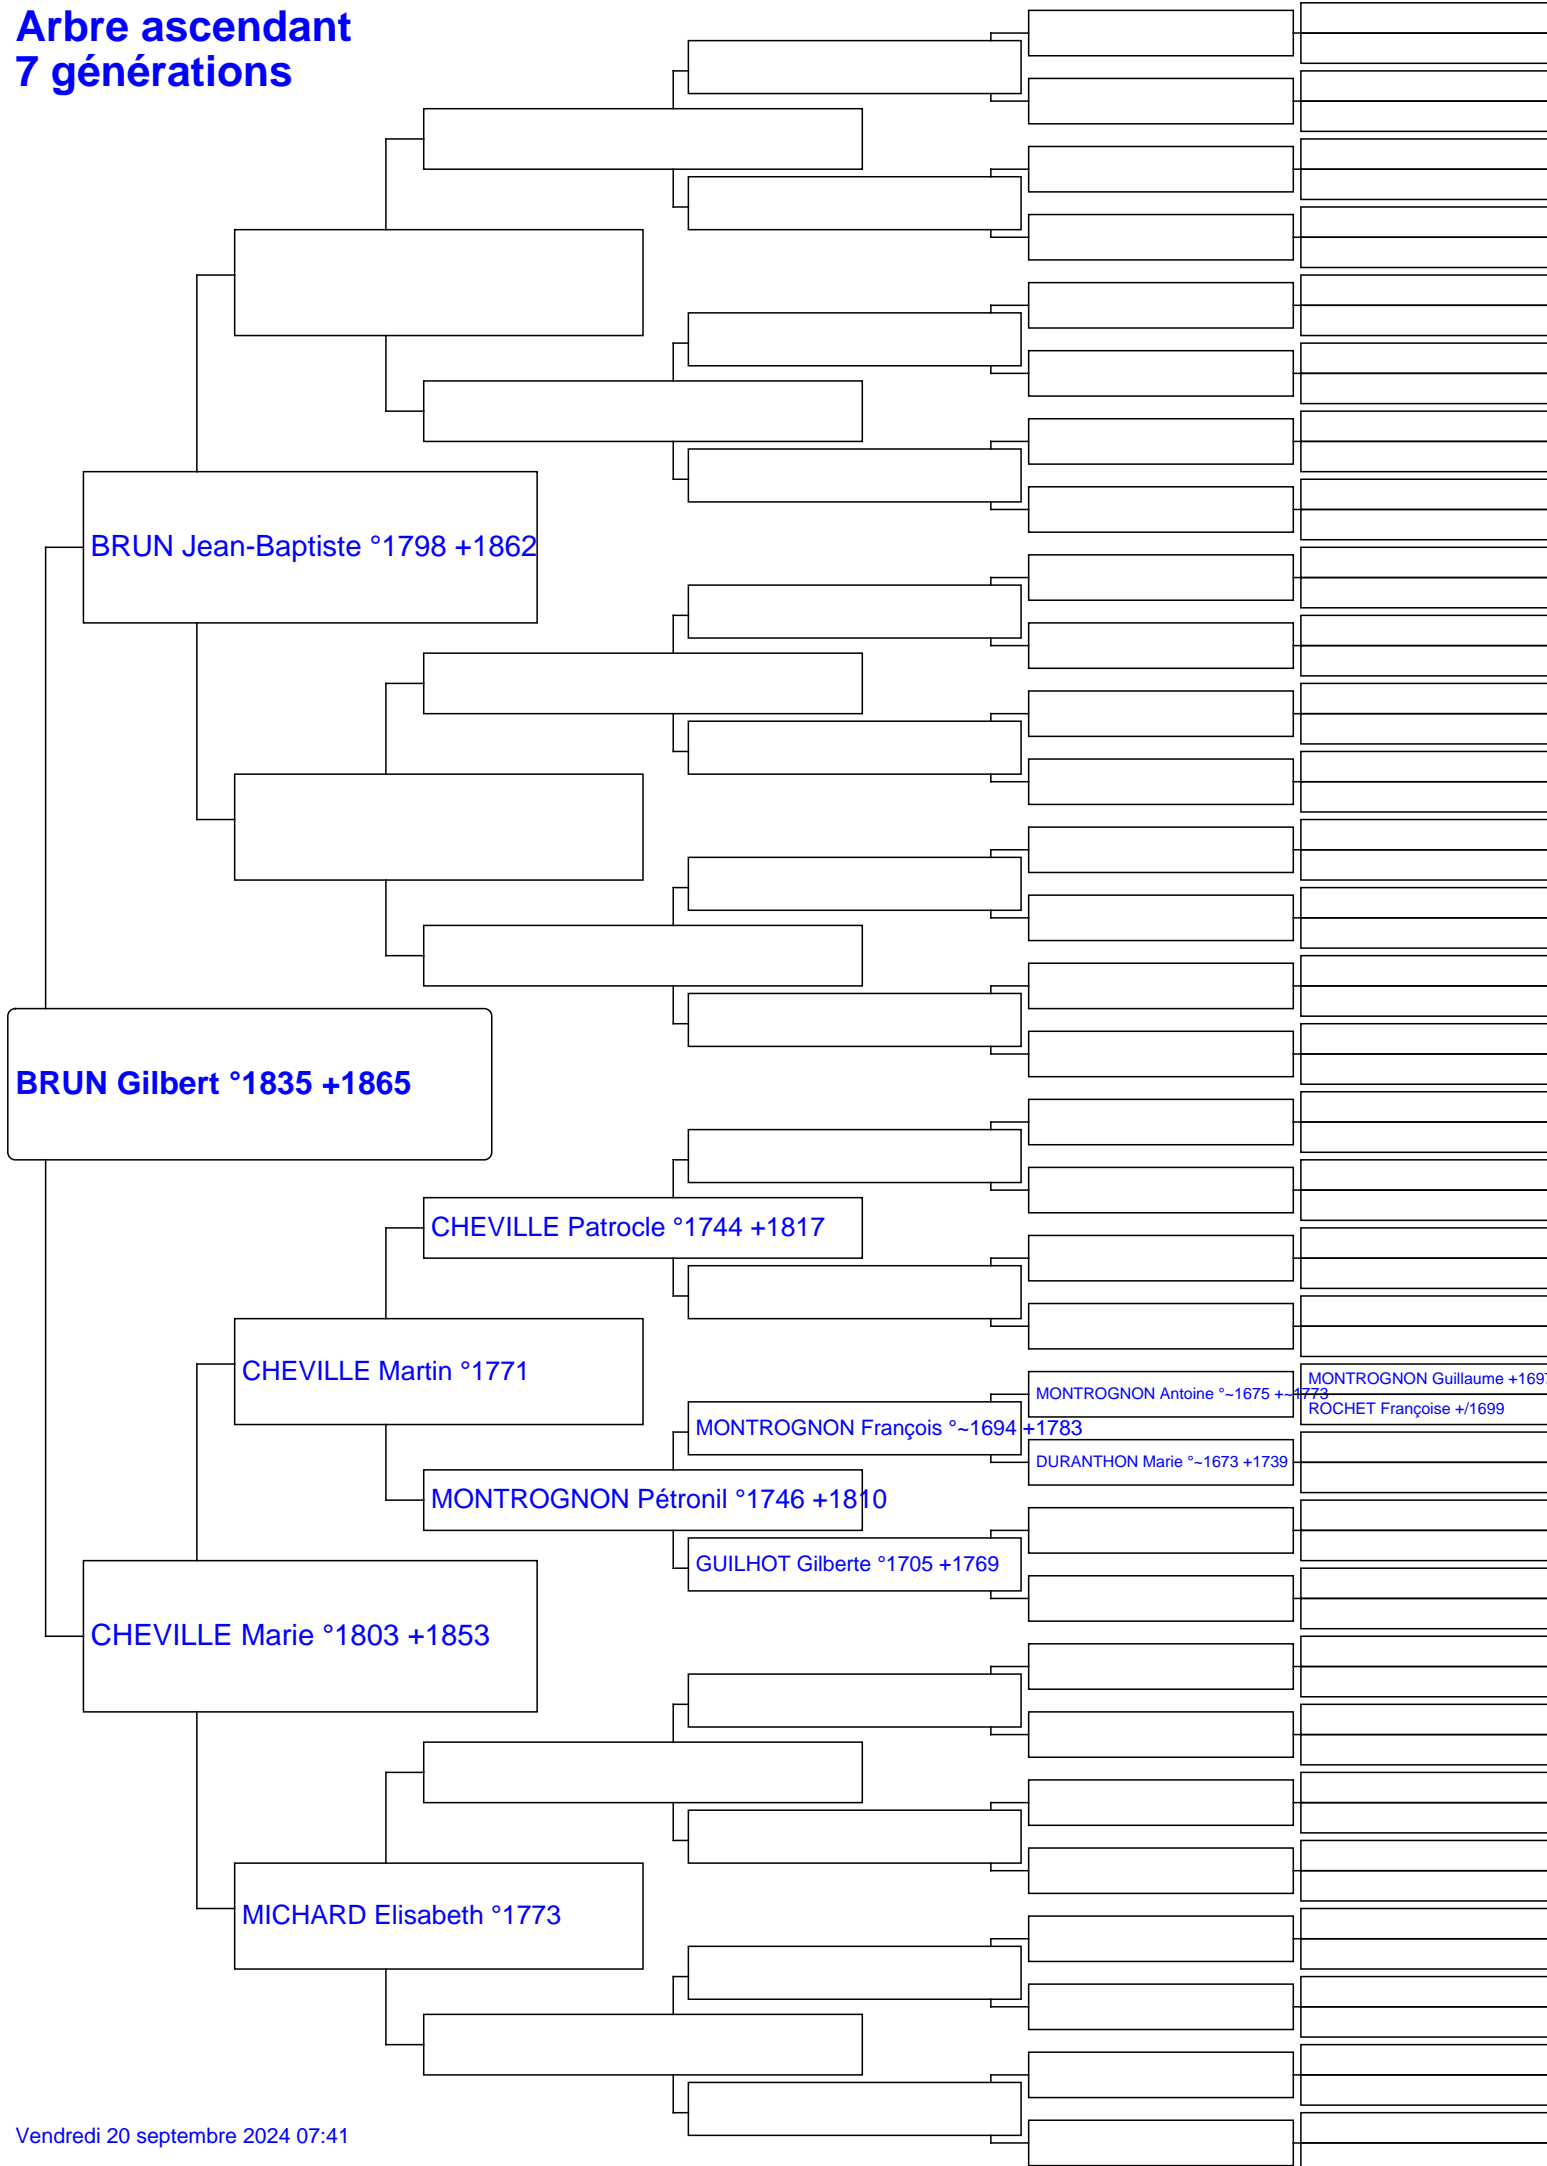 Arbre ascendant
7 générations
BRUN Jean-Baptiste °1798 +1862
BRUN Gilbert °1835 +1865
CHEVILLE Patrocle °1744 +1817
CHEVILLE Martin °1771
MONTROGNON Guillaume +1697
MONTROGNON Antoine °~1675 +~1773
ROCHET Françoise +/1699
MONTROGNON François °~1694 +1783
DURANTHON Marie °~1673 +1739
MONTROGNON Pétronil °1746 +1810
GUILHOT Gilberte °1705 +1769
CHEVILLE Marie °1803 +1853
MICHARD Elisabeth °1773
Vendredi 20 septembre 2024 07:41